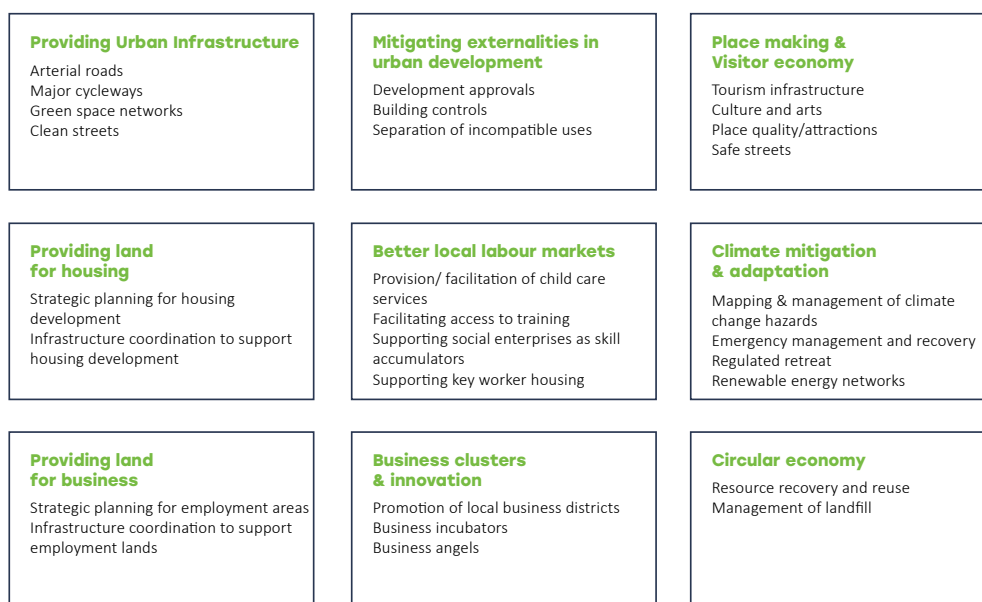 Providing Urban Infrastructure
Arterial roads
Major cycleways
Green space networks
Clean streets
Mitigating externalities in
urban development
Development approvals
Building controls
Separation of incompatible uses
Place making &
Visitor economy
Tourism infrastructure
Culture and arts
Place quality/attractions
Safe streets
Providing land
for housing
Strategic planning for housing
development
Infrastructure coordination to support
housing development
Better local labour markets
Provision/ facilitation of child care
services
Facilitating access to training
Supporting social enterprises as skill
accumulators
Supporting key worker housing
Climate mitigation
& adaptation
Mapping & management of climate
change hazards
Emergency management and recovery
Regulated retreat
Renewable energy networks
Providing land
for business
Strategic planning for employment areas
Infrastructure coordination to support
employment lands
Business clusters
& innovation
Promotion of local business districts
Business incubators
Business angels
Circular economy
Resource recovery and reuse
Management of landfill